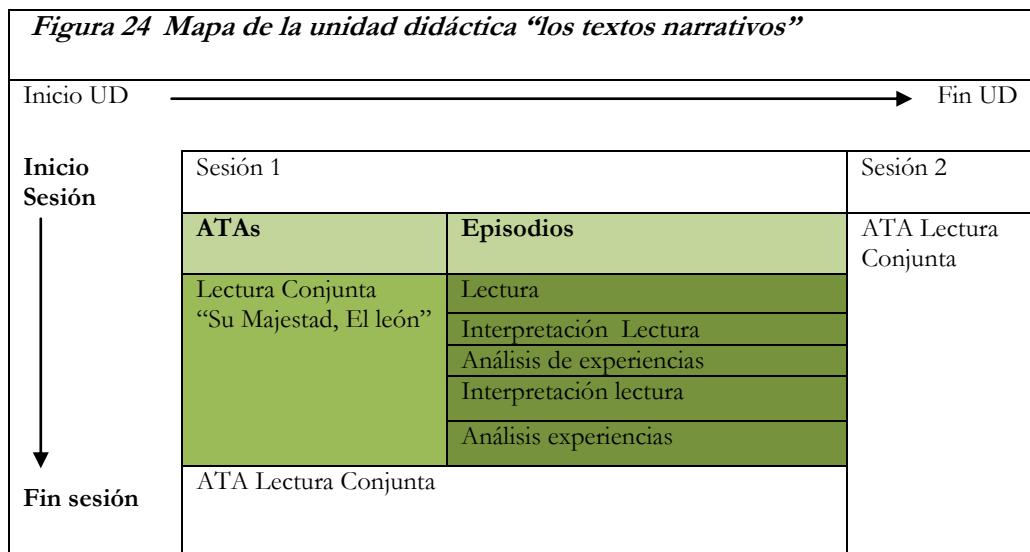 Figura 24 Mapa de la unidad didáctica “los textos narrativos”
Inicio UD
Fin UD
Inicio
Sesión
Sesión 1
Sesión 2
ATAs
Episodios
ATA Lectura
Conjunta
Lectura Conjunta
“Su Majestad, El león”
Lectura
Interpretación Lectura
Análisis de experiencias
Interpretación lectura
Análisis experiencias
Fin sesión
ATA Lectura Conjunta